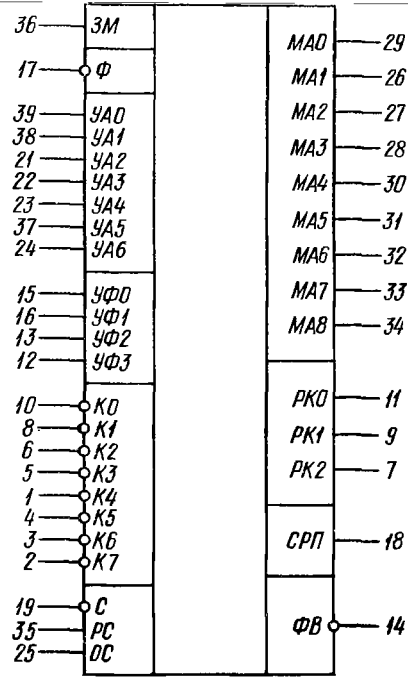 36 ЗМ
17 Ф
39 УА0
38 УА1
21 УА2
22 УА3
23 УА4
37 УА5
24 УА6
15 УФ0
16 УФ1
13 УФ2
12 УФ3
10 К0
8 К1
6 К2
5 К3
1 К4
4 К5
3 К6
2 К7
19 С
35 РС
25 ОС
МА0 29
МА1 26
МА2 27
МА3 28
МА4 30
МА5 31
МА6 32
МА7 33
МА8 34
РК0 11
РК1 9
РК2 7
СРП 18
ФВ 14